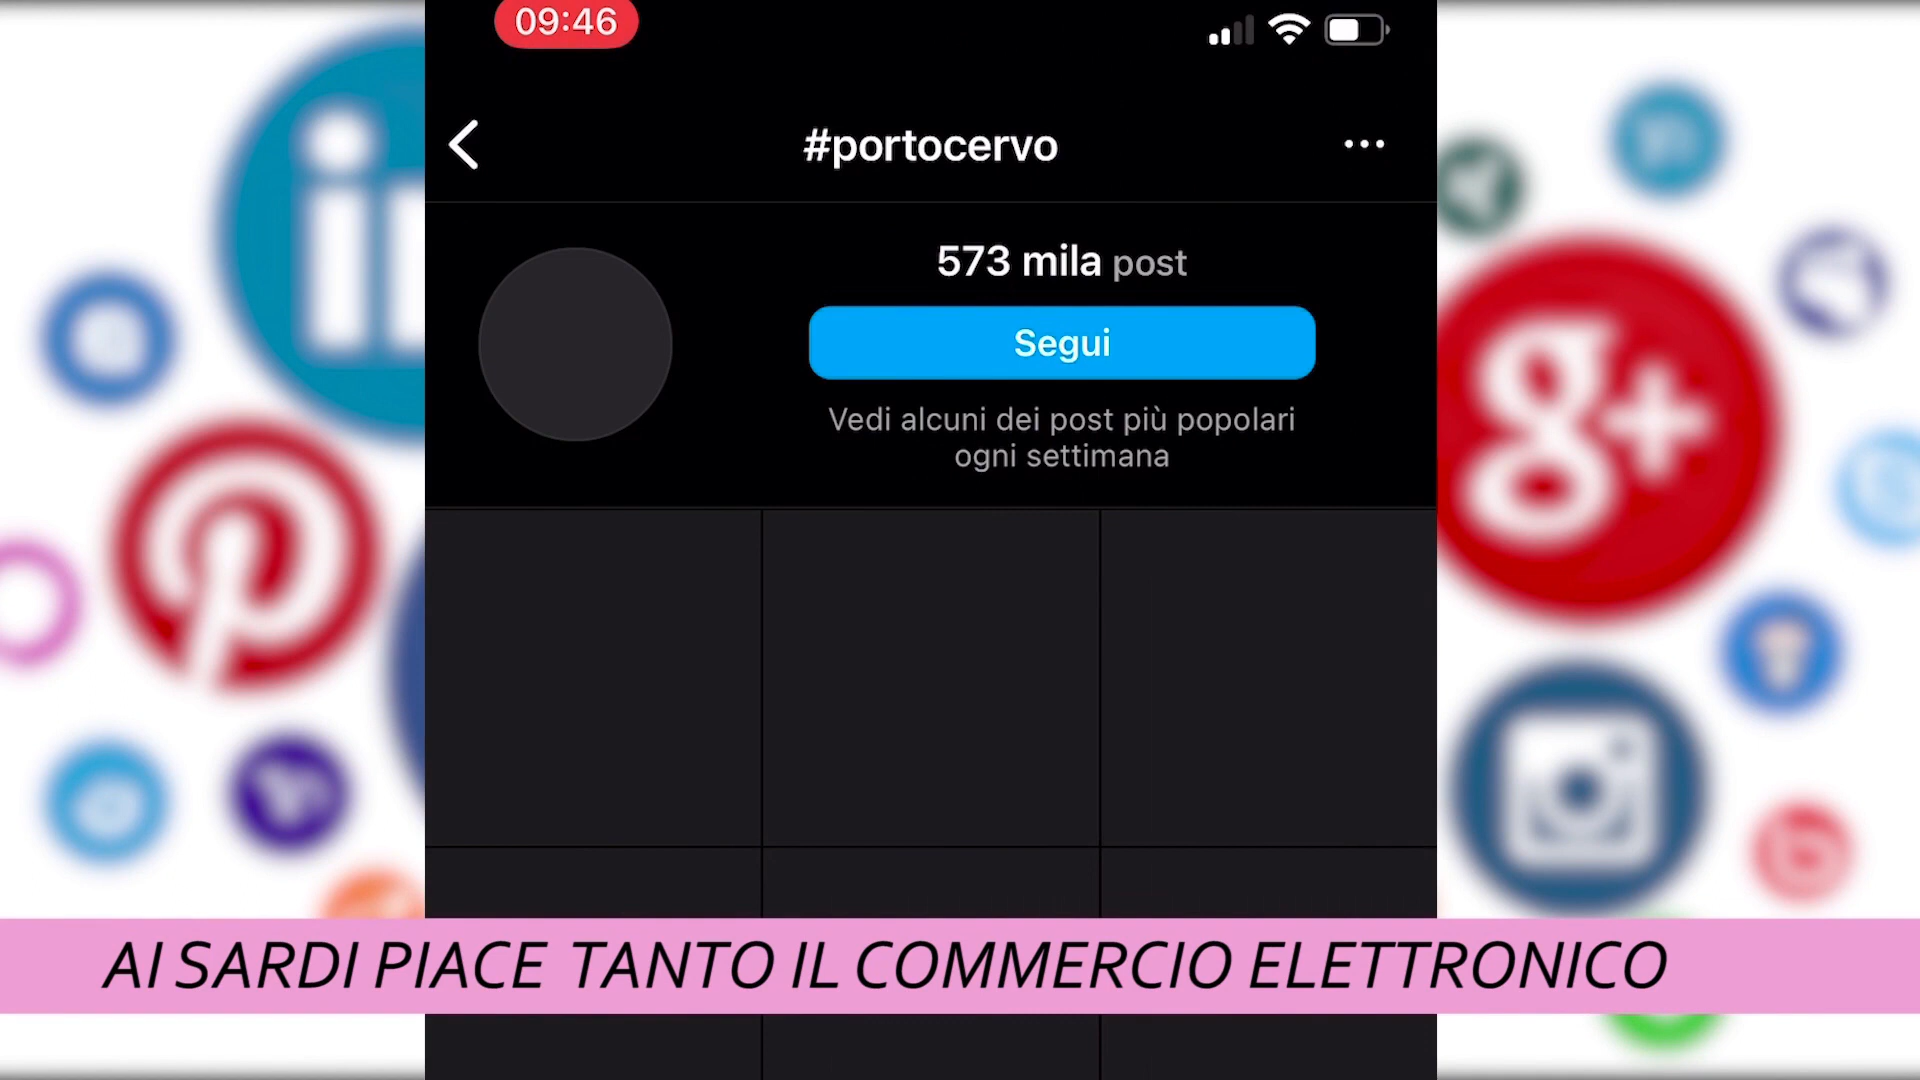 09:46
#portocervo
573 mila post
Segui
Vedi alcuni dei post più popolari
ogni settimana
in
g+
AI SARDI PIACE TANTO IL COMMERCIO ELETTRONICO